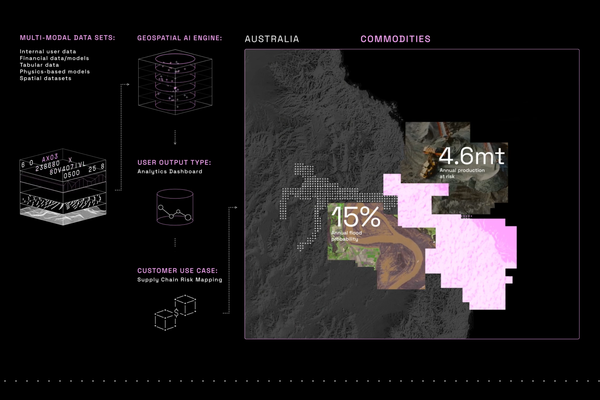 MULTI-MODAL DATA SETS:
Internal user data
Financial data/models
Tabular data
Physics-based models
Spatial datasets
GEOSPATIAL AI ENGINE:
USER OUTPUT TYPE:
Analytics Dashboard
CUSTOMER USE CASE:
Supply Chain Risk Mapping
$
AUSTRALIA
COMMODITIES
4.6mt
Annual production
at risk
15%
Annual flood
probability